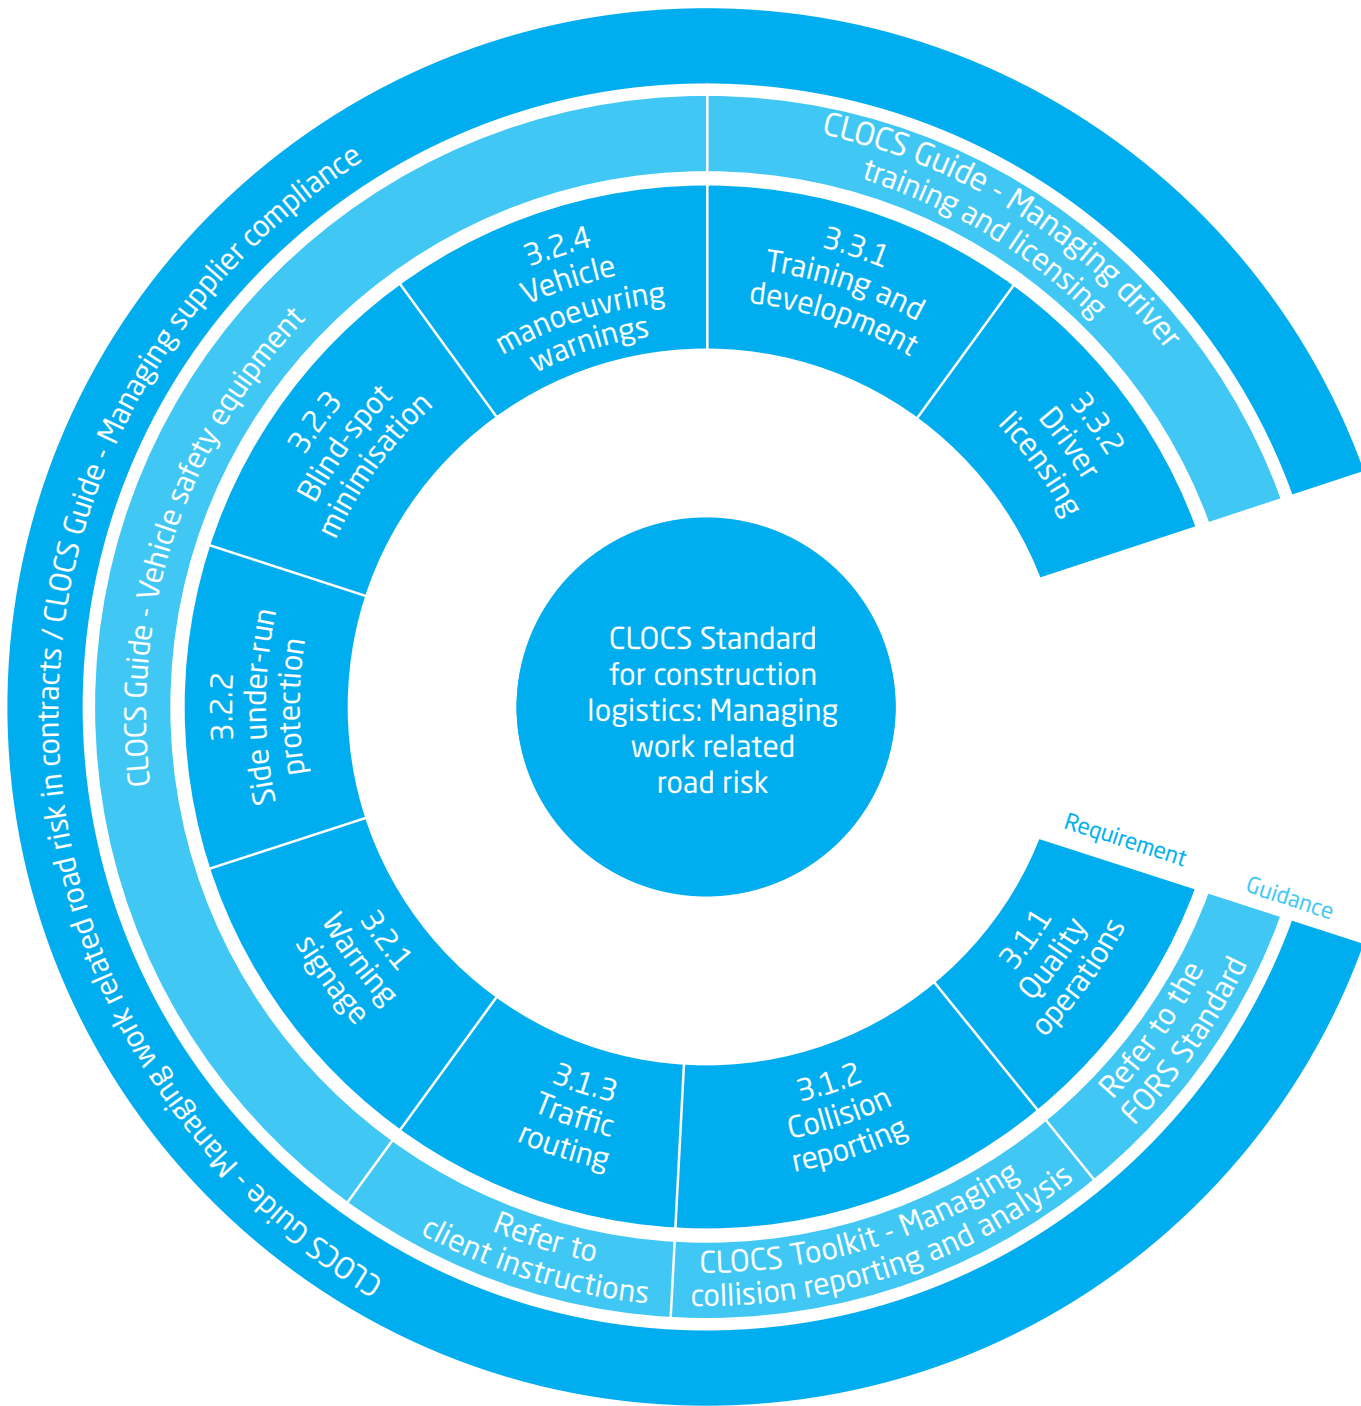 CLOCS Standard
for construction
logistics: Managing
work related
road risk
Requirement
Guidance
3.1.1
Quality
operations
3.1.2
Collision
reporting
3.1.3
Traffic
routing
3.2.1
Warning
signage
3.2.2
Side under-run
protection
3.2.3
Blind-spot
minimisation
3.2.4
Vehicle
manoeuvring
warnings
3.3.1
Training and
development
3.3.2
Driver
licensing
Refer to the
FORS Standard
CLOCS Toolkit - Managing
collision reporting and analysis
Refer to
client instructions
CLOCS Guide - Vehicle safety equipment
CLOCS Guide - Managing driver
training and licensing
CLOCS Guide - Managing work related road risk in contracts / CLOCS Guide - Managing supplier compliance